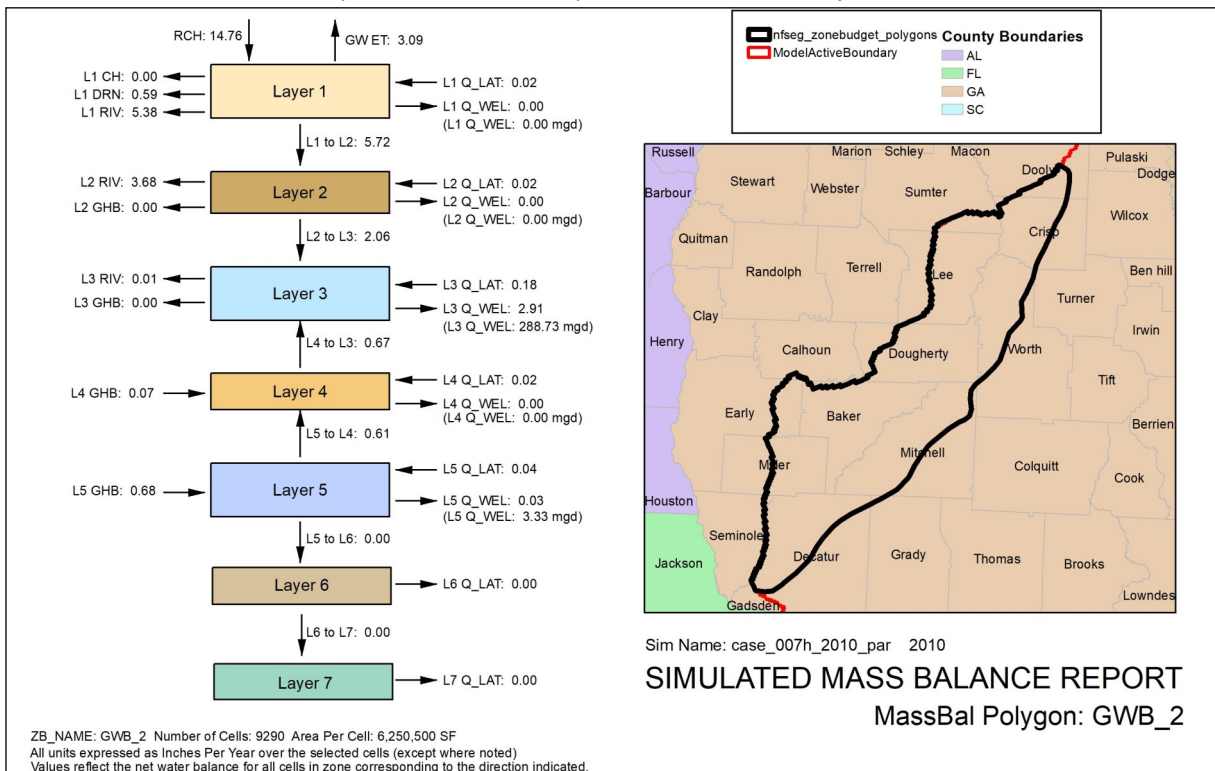 RCH: 14.76
GW ET: 3.09
L1 CH: 0.00
L1 DRN: 0.59
L1 RIV: 5.38
Layer 1
L1 Q_LAT: 0.02
L1 Q_WEL: 0.00
(L1 Q_WEL: 0.00 mgd)
L1 to L2: 5.72
L2 RIV: 3.68
L2 GHB: 0.00
Layer 2
L2 Q_LAT: 0.02
L2 Q_WEL: 0.00
(L2 Q_WEL: 0.00 mgd)
L2 to L3: 2.06
L3 RIV: 0.01
L3 GHB: 0.00
Layer 3
L3 Q_LAT: 0.18
L3 Q_WEL: 2.91
(L3 Q_WEL: 288.73 mgd)
L4 to L3: 0.67
L4 GHB: 0.07
Layer 4
L4 Q_LAT: 0.02
L4 Q_WEL: 0.00
(L4 Q_WEL: 0.00 mgd)
L5 to L4: 0.61
L5 GHB: 0.68
Layer 5
L5 Q_LAT: 0.04
L5 Q_WEL: 0.03
(L5 Q_WEL: 3.33 mgd)
L5 to L6: 0.00
Layer 6
L6 Q_LAT: 0.00
L6 to L7: 0.00
Layer 7
L7 Q_LAT: 0.00
ZB_NAME: GWB_2 Number of Cells: 9290 Area Per Cell: 6,250,500 SF
All units expressed as Inches Per Year over the selected cells (except where noted)
Values reflect the net water balance for all cells in zone corresponding to the direction indicated.
nfseg_zonebudget_polygons
ModelActiveBoundary
County Boundaries
AL
FL
GA
SC
Russell
Marion
Schley
Macon
Dooly
Pulaski
Dodge
Barbour
Stewart
Webster
Sumter
Wilcox
Quitman
Crisp
Randolph
Terrell
Lee
Ben hill
Clay
Turner
Irwin
Henry
Calhoun
Dougherty
Worth
Tift
Early
Baker
Berrien
Miller
Mitchell
Colquitt
Cook
Houston
Seminole
Decatur
Grady
Thomas
Brooks
Jackson
Gadsden
Lowndes
Sim Name: case_007h_2010_par 2010
SIMULATED MASS BALANCE REPORT
MassBal Polygon: GWB_2